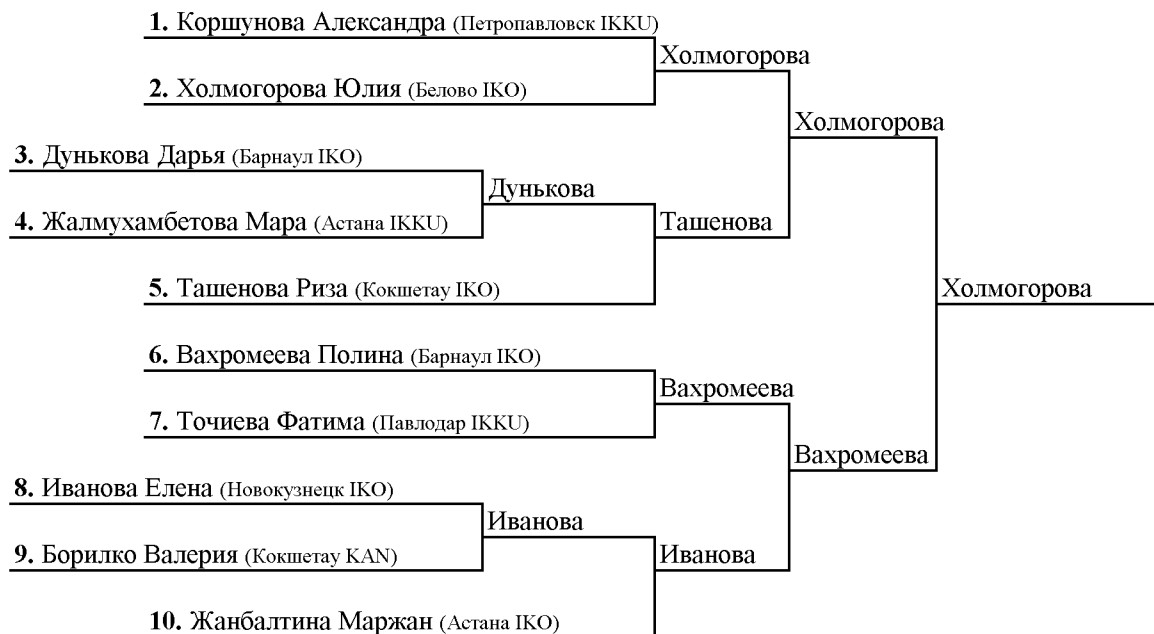 1. Коршунова Александра (Петропавловск IKKU)
Холмогорова
2. Холмогорова Юлия (Белово IKO)
Холмогорова
3. Дунькова Дарья (Барнаул IKO)
Дунькова
4. Жалмухамбетова Мара (Астана IKKU)
Ташенова
5. Ташенова Риза (Кокшетау IKO)
Холмогорова
6. Вахромеева Полина (Барнаул IKO)
Вахромеева
7. Точиева Фатима (Павлодар IKKU)
Вахромеева
8. Иванова Елена (Новокузнецк IKO)
Иванова
9. Борилко Валерия (Кокшетау KAN)
Иванова
10. Жанбалтина Маржан (Астана IKO)